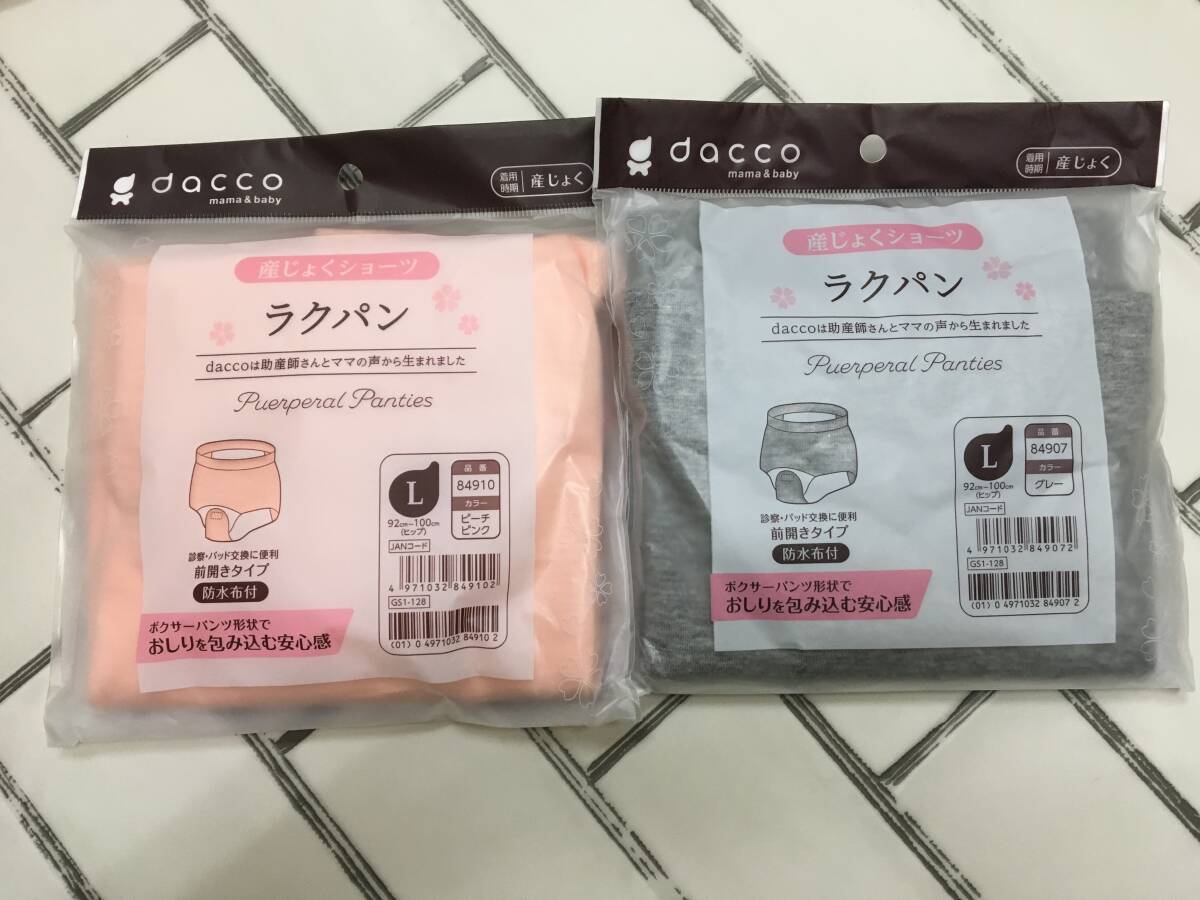 dacco
mama & baby
着用
時期
産じょく
産じょくショーツ
ラクパン
daccoは助産師さんとママの声から生まれました
Puerperal Panties
L
92cm~100cm
(ヒップ)
品番
84910
カラー
ピーチ
ピンク
JANコード
4 971032 849102
GS1-128
(01) 0 4971032 84910 2
診察・パッド交換に便利
前開きタイプ
防水布付
ボクサーパンツ形状で
おしりを包み込む安心感
dacco
mama & baby
着用
時期
産じょく
産じょくショーツ
ラクパン
daccoは助産師さんとママの声から生まれました
Puerperal Panties
L
92cm~100cm
(ヒップ)
品番
84907
カラー
グレー
JANコード
4 971032 849072
GS1-128
(01) 0 4971032 84907 2
診察・パッド交換に便利
前開きタイプ
防水布付
ボクサーパンツ形状で
おしりを包み込む安心感